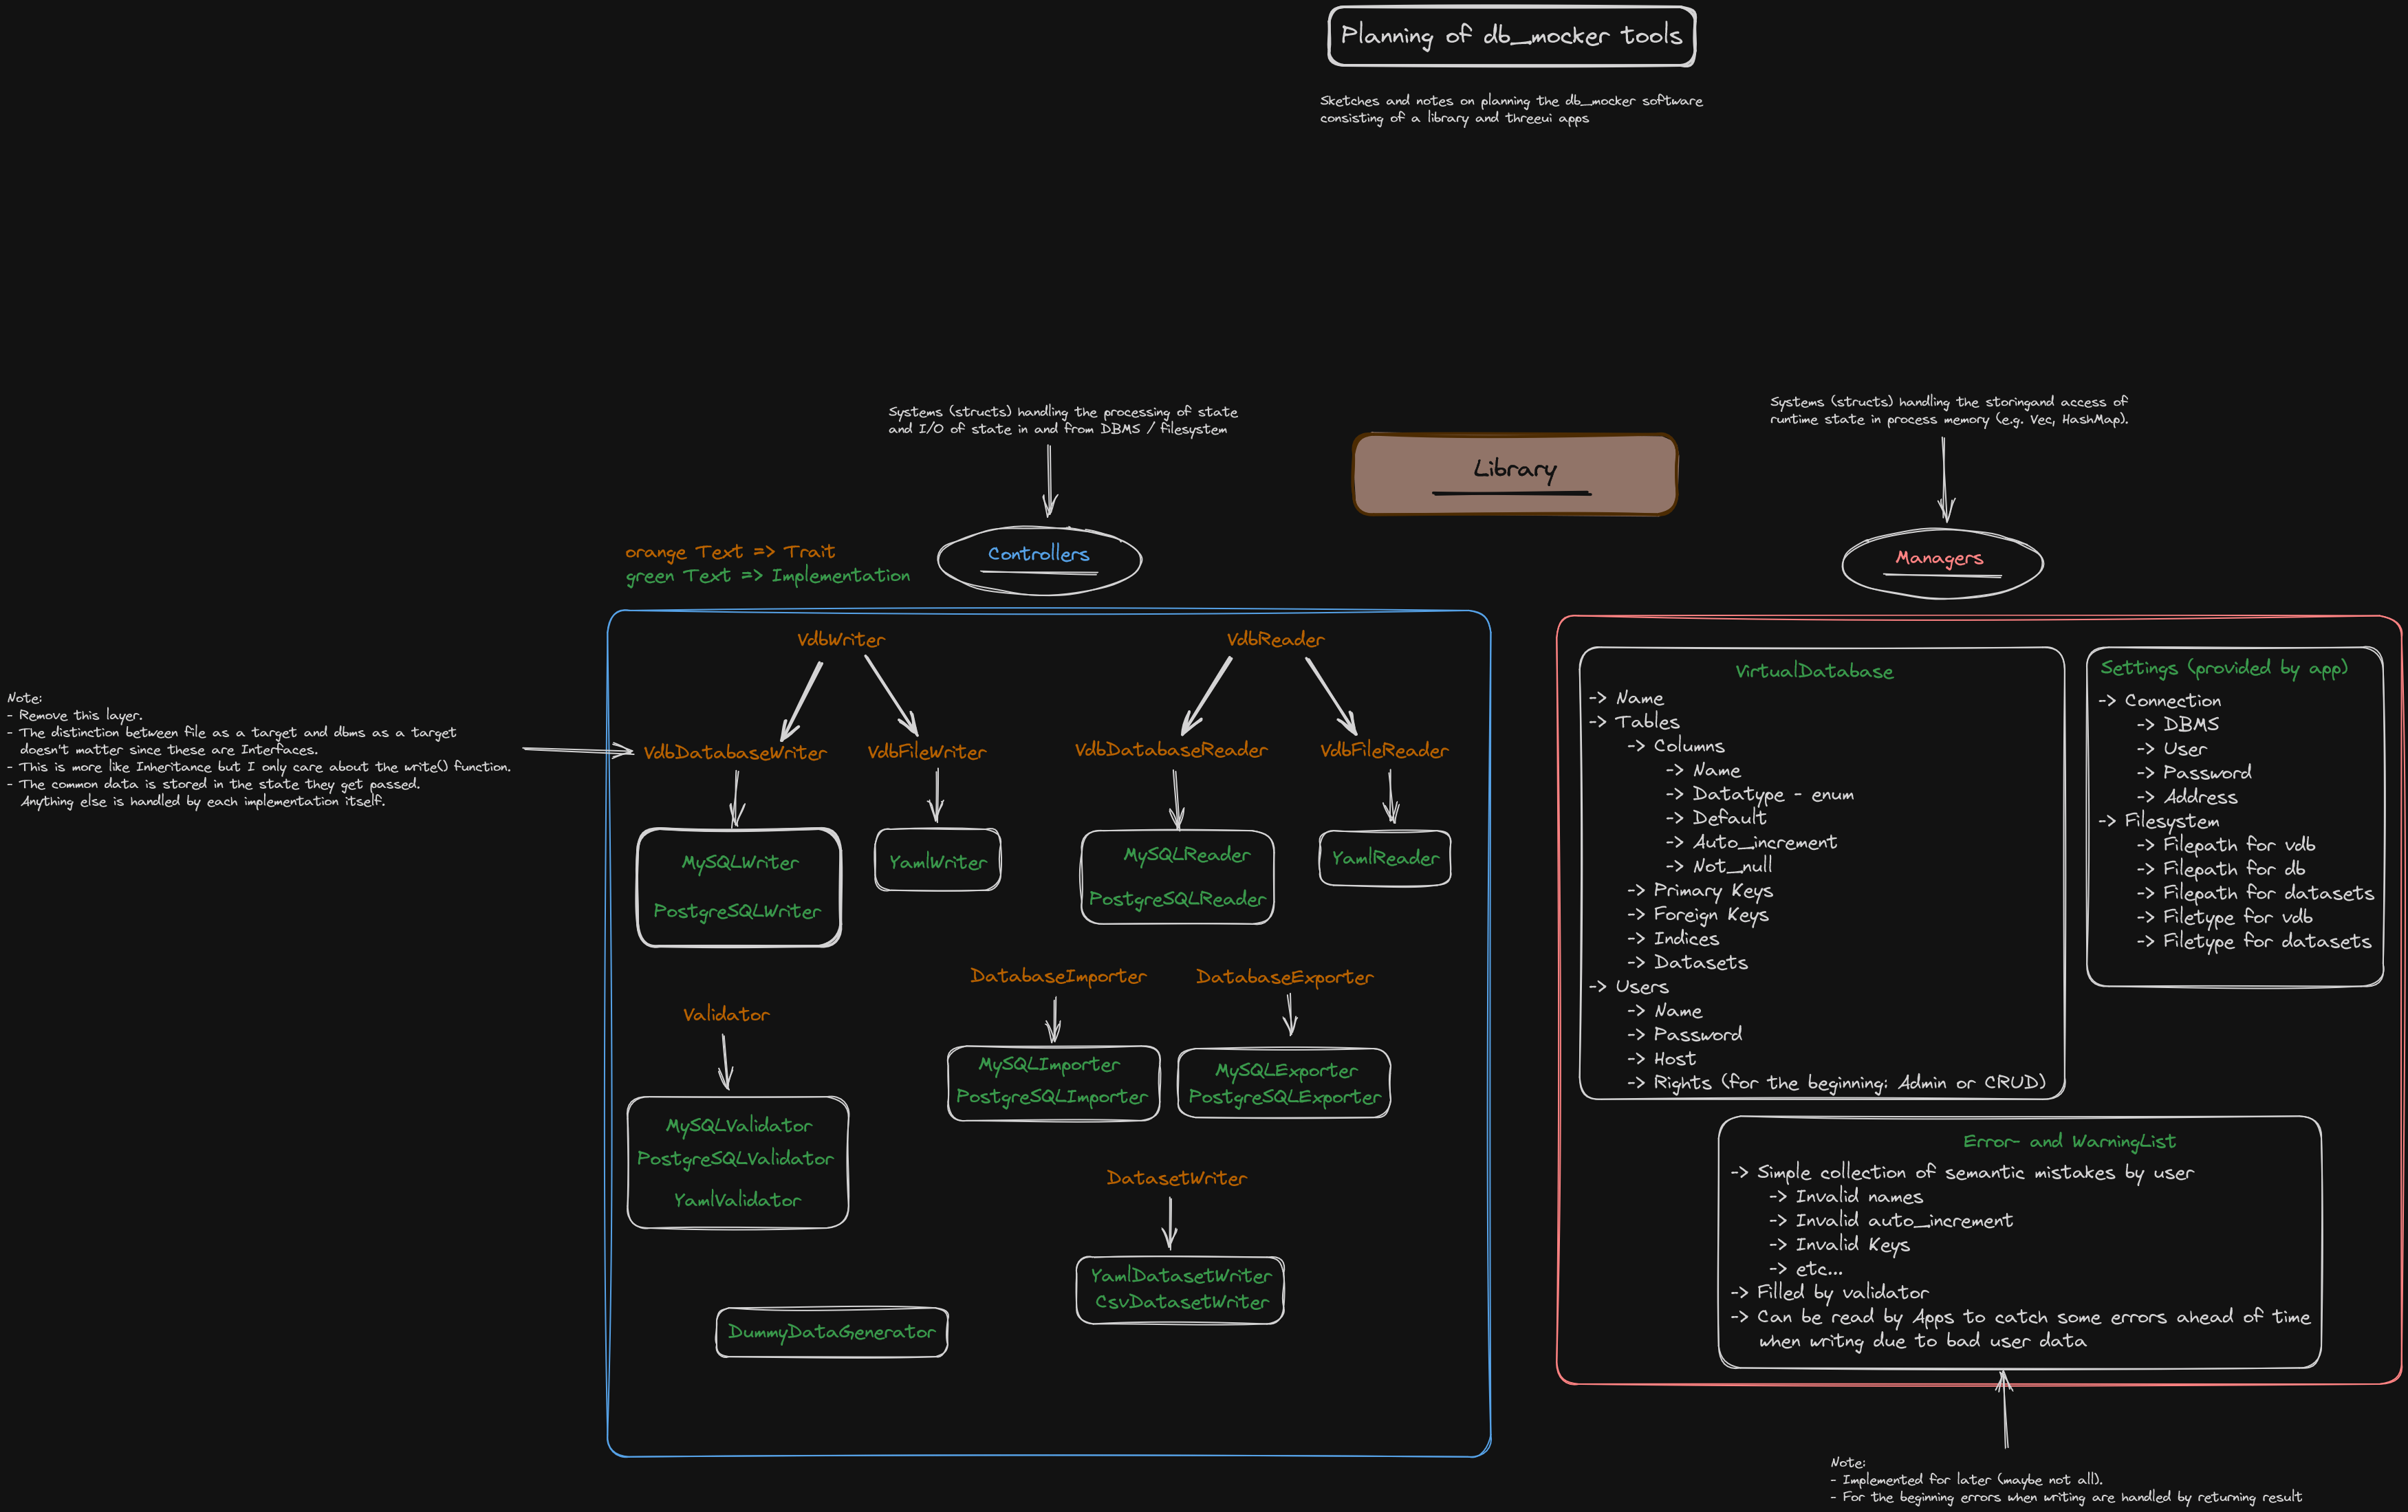 Planning of db_mocker tools
Sketches and notes on planning the db_mocker software
consisting of a library and threeui apps
Library
Systems (structs) handling the processing of state
and I/O of state in and from DBMS / filesystem
Controllers
orange Text => Trait
green Text => Implementation
Note:
- Remove this layer.
- The distinction between file as a target and dbms as a target
doesn't matter since these are Interfaces.
- This is more like Inheritance but I only care about the write() function.
- The common data is stored in the state they get passed.
Anything else is handled by each implementation itself.
VdbWriter
VdbDatabaseWriter
VdbFileWriter
MySQLWriter
PostgreSQLWriter
YamlWriter
VdbReader
VdbDatabaseReader
VdbFileReader
MySQLReader
PostgreSQLReader
YamlReader
Validator
MySQLValidator
PostgreSQLValidator
YamlValidator
DatabaseImporter
MySQLImporter
PostgreSQLImporter
DatabaseExporter
MySQLExporter
PostgreSQLExporter
DatasetWriter
YamlDatasetWriter
CsvDatasetWriter
DummyDataGenerator
Systems (structs) handling the storingand access of
runtime state in process memory (e.g. Vec, HashMap).
Managers
VirtualDatabase
-> Name
-> Tables
-> Columns
-> Name
-> Datatype - enum
-> Default
-> Auto_increment
-> Not_null
-> Primary Keys
-> Foreign Keys
-> Indices
-> Datasets
-> Users
-> Name
-> Password
-> Host
-> Rights (for the beginning: Admin or CRUD)
Settings (provided by app)
-> Connection
-> DBMS
-> User
-> Password
-> Address
-> Filesystem
-> Filepath for vdb
-> Filepath for db
-> Filepath for datasets
-> Filetype for vdb
-> Filetype for datasets
Error- and WarningList
-> Simple collection of semantic mistakes by user
-> Invalid names
-> Invalid auto_increment
-> Invalid Keys
-> etc...
-> Filled by validator
-> Can be read by Apps to catch some errors ahead of time
when writng due to bad user data
Note:
- Implemented for later (maybe not all).
- For the beginning errors when writing are handled by returning result